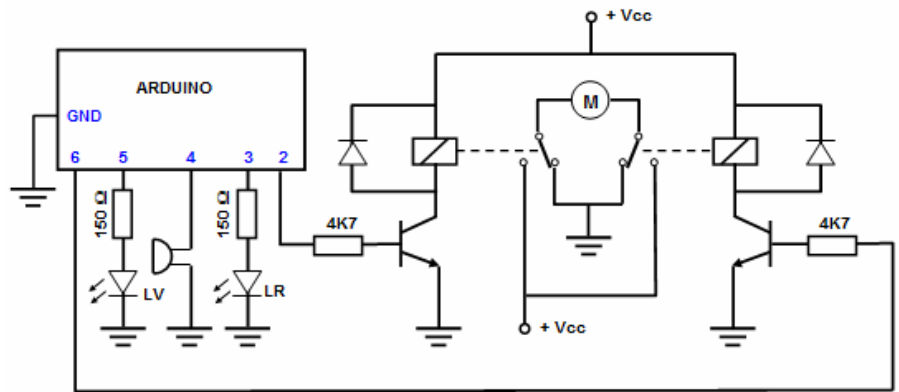 + Vcc
ARDUINO
M
GND
6 5 4 3 2
150 Ω
150 Ω
4K7
4K7
LV
LR
+ Vcc